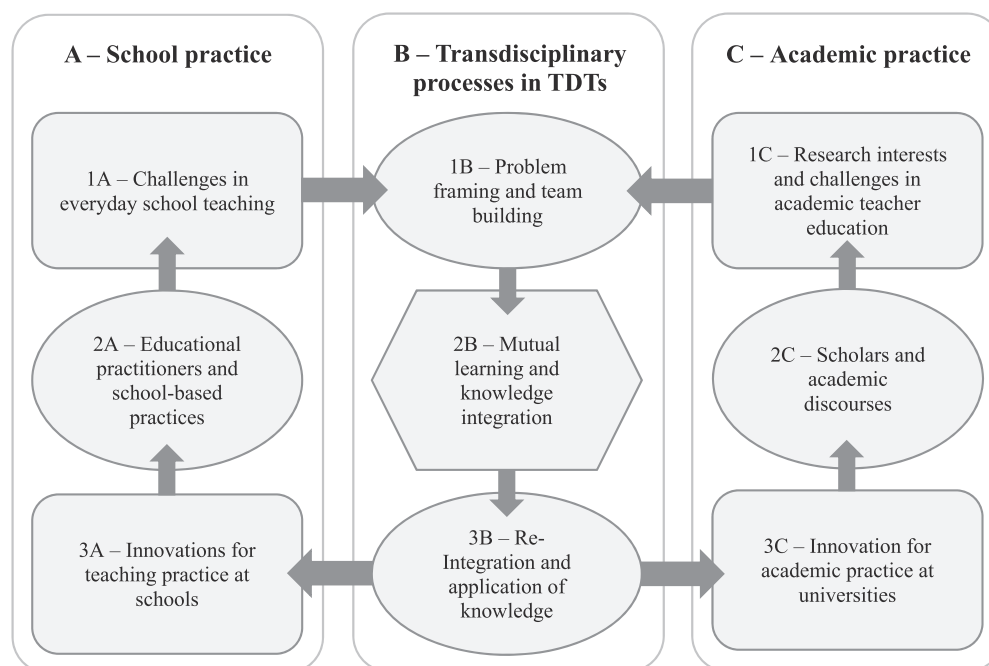 A – School practice
1A – Challenges in
everyday school teaching
2A – Educational
practitioners and
school-based
practices
3A – Innovations for
teaching practice at
schools
B – Transdisciplinary
processes in TDTs
1B – Problem
framing and team
building
2B – Mutual
learning and
knowledge
integration
3B – Re-
Integration and
application of
knowledge
C – Academic practice
1C – Research interests
and challenges in
academic teacher
education
2C – Scholars and
academic
discourses
3C – Innovation for
academic practice at
universities